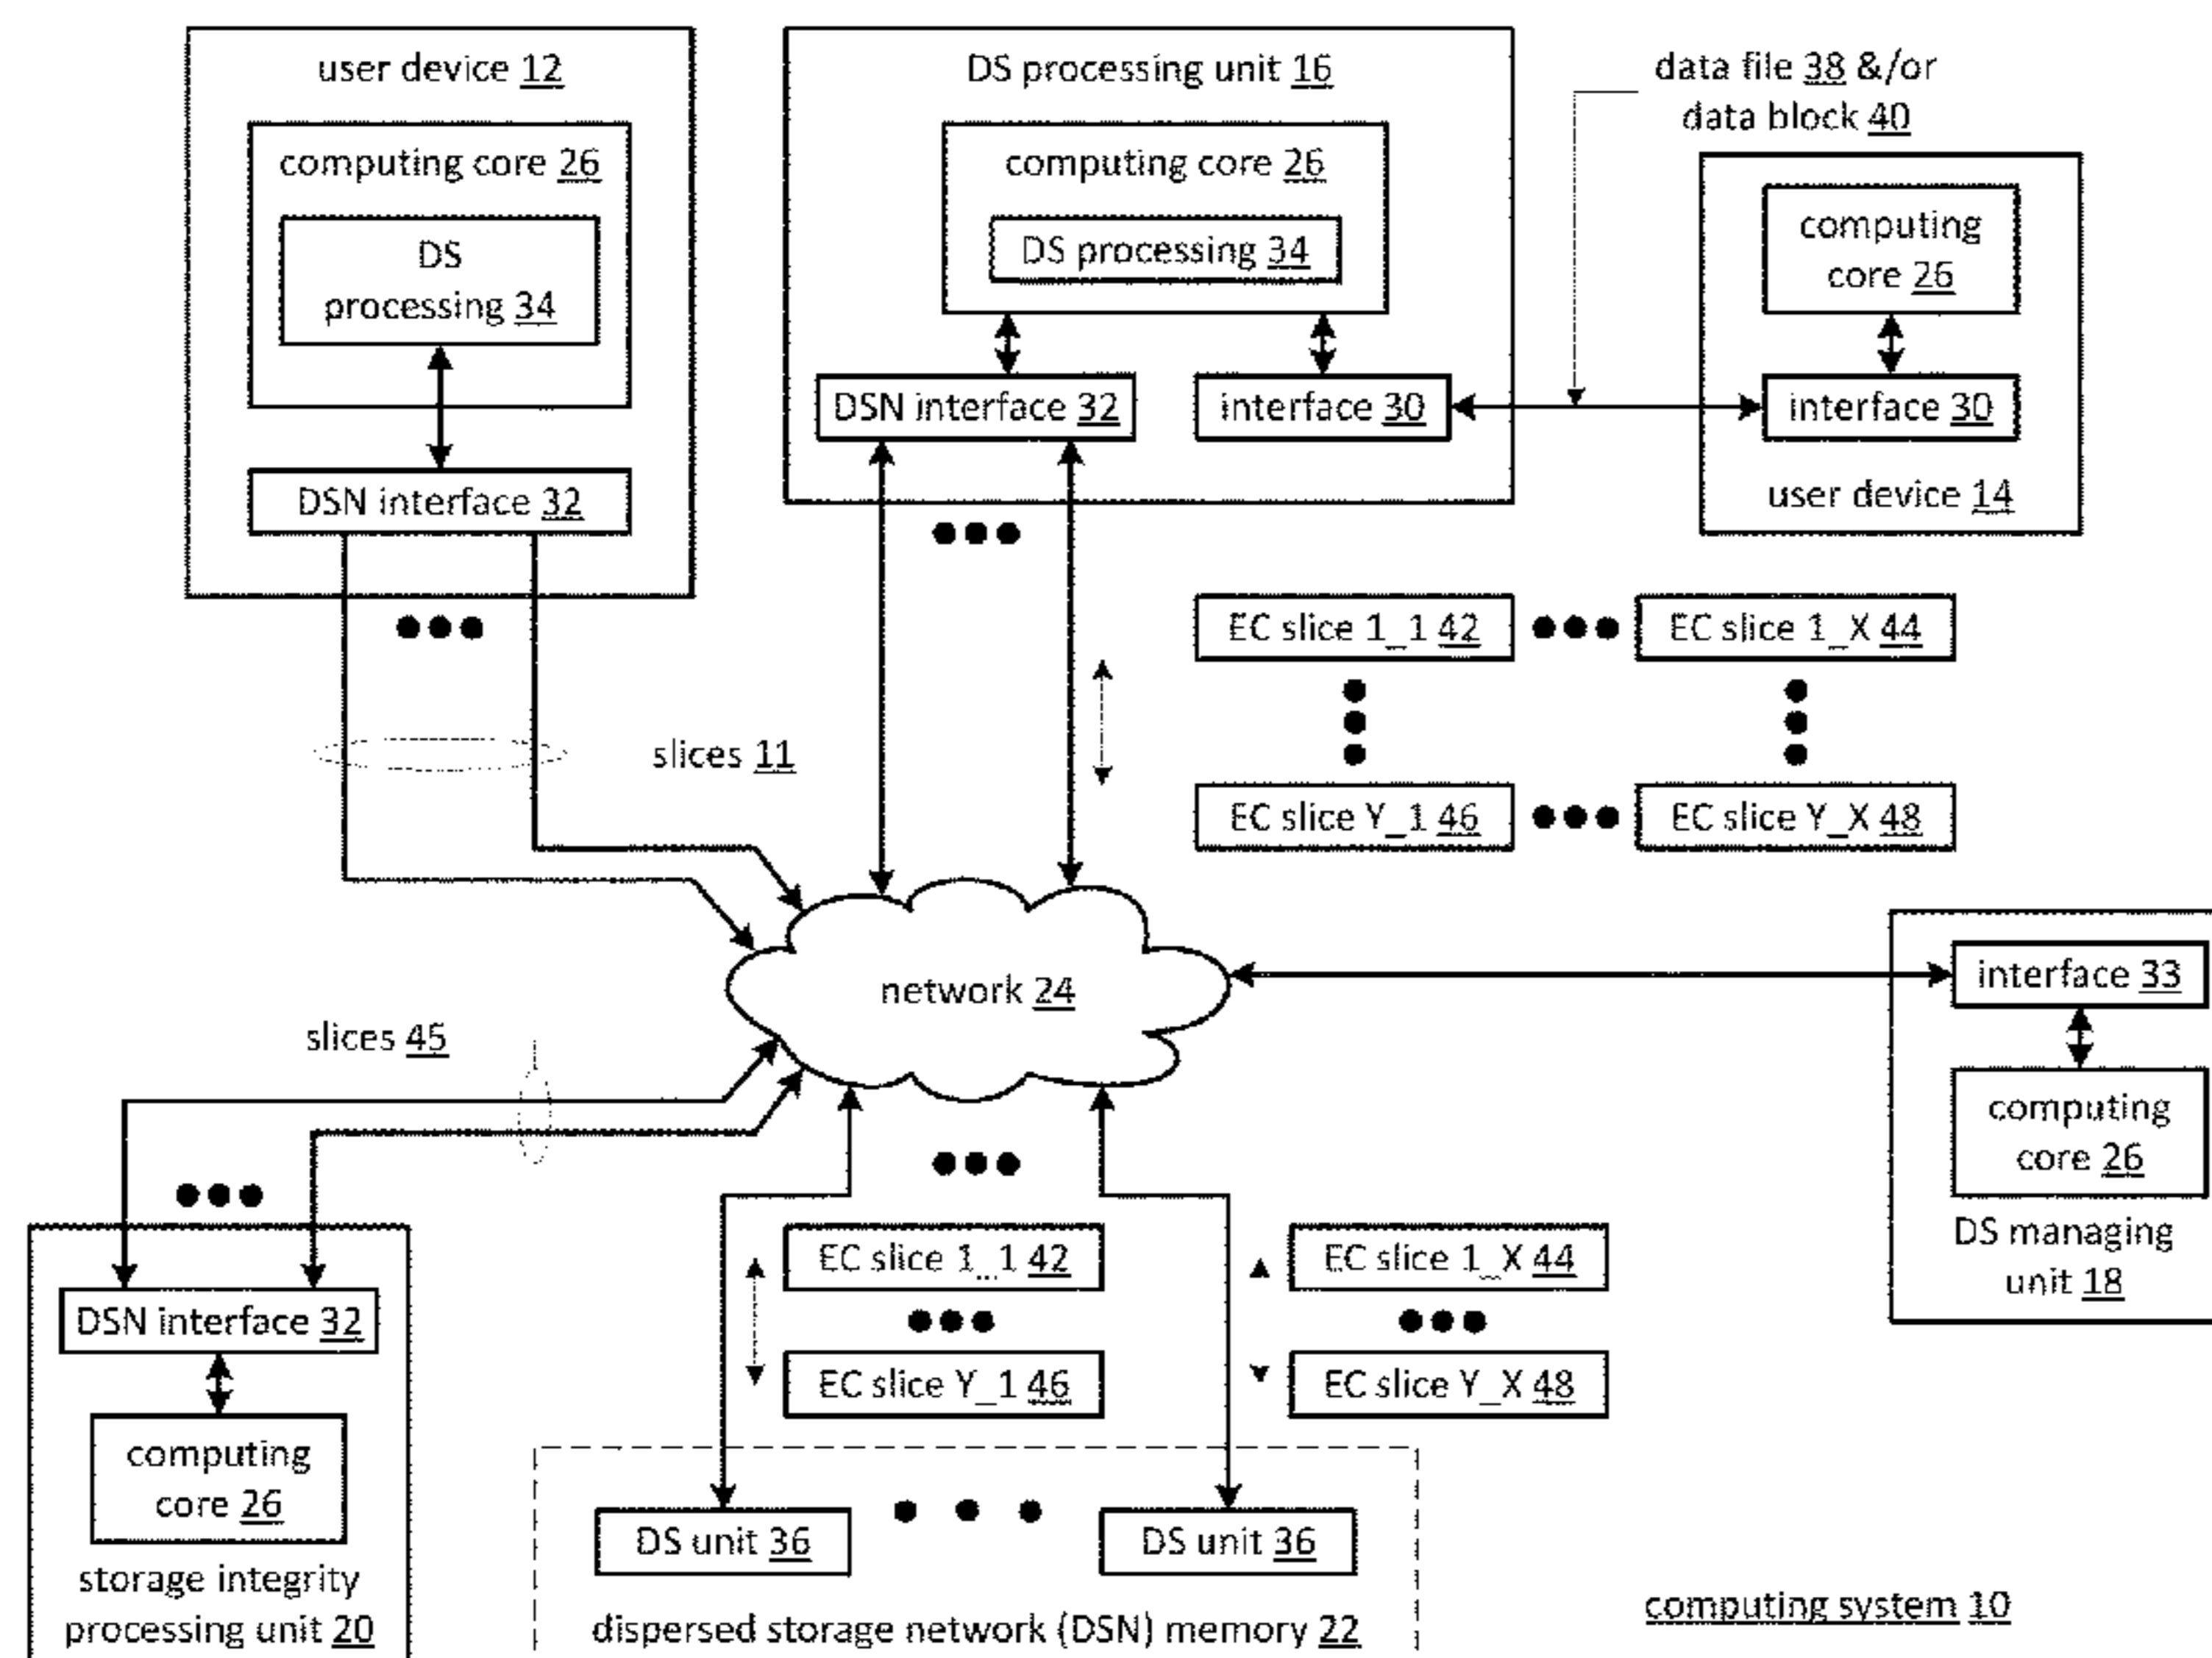 user device 12
computing core 26
DS
processing 34
DSN interface 32
DS processing unit 16
computing core 26
DS processing 34
DSN interface 32
interface 30
data file 38 &/or
data block 40
computing
core 26
interface 30
user device 14
EC slice 1_1 42
EC slice 1_X 44
EC slice Y_1 46
EC slice Y_X 48
slices 11
network 24
interface 33
computing
core 26
DS managing
unit 18
slices 45
DSN interface 32
computing
core 26
storage integrity
processing unit 20
EC slice 1_1 42
EC slice 1_X 44
EC slice Y_1 46
EC slice Y_X 48
DS unit 36
DS unit 36
dispersed storage network (DSN) memory 22
computing system 10